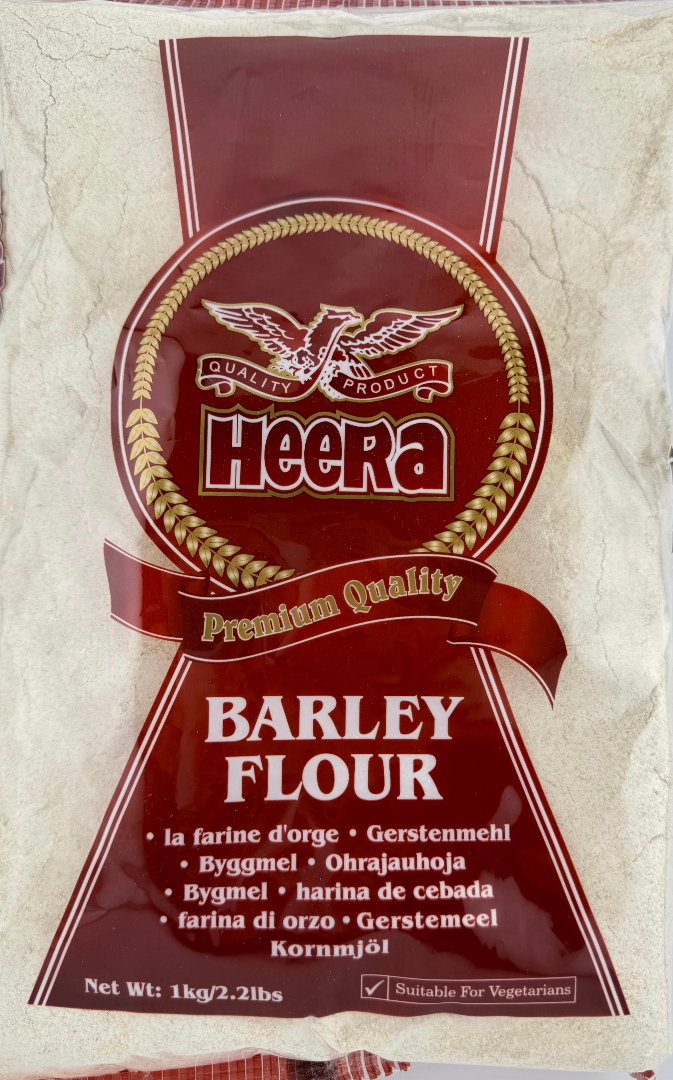 QUALITY PRODUCT
HeeRa
Premium Quality
BARLEY
FLOUR
• la farine d'orge • Gerstenmehl
• Byggmel • Ohrajauhoja
• Bygmel • harina de cebada
• farina di orzo • Gerstemeel
Kornmjöl
Net Wt: 1kg/2.2lbs
Suitable For Vegetarians